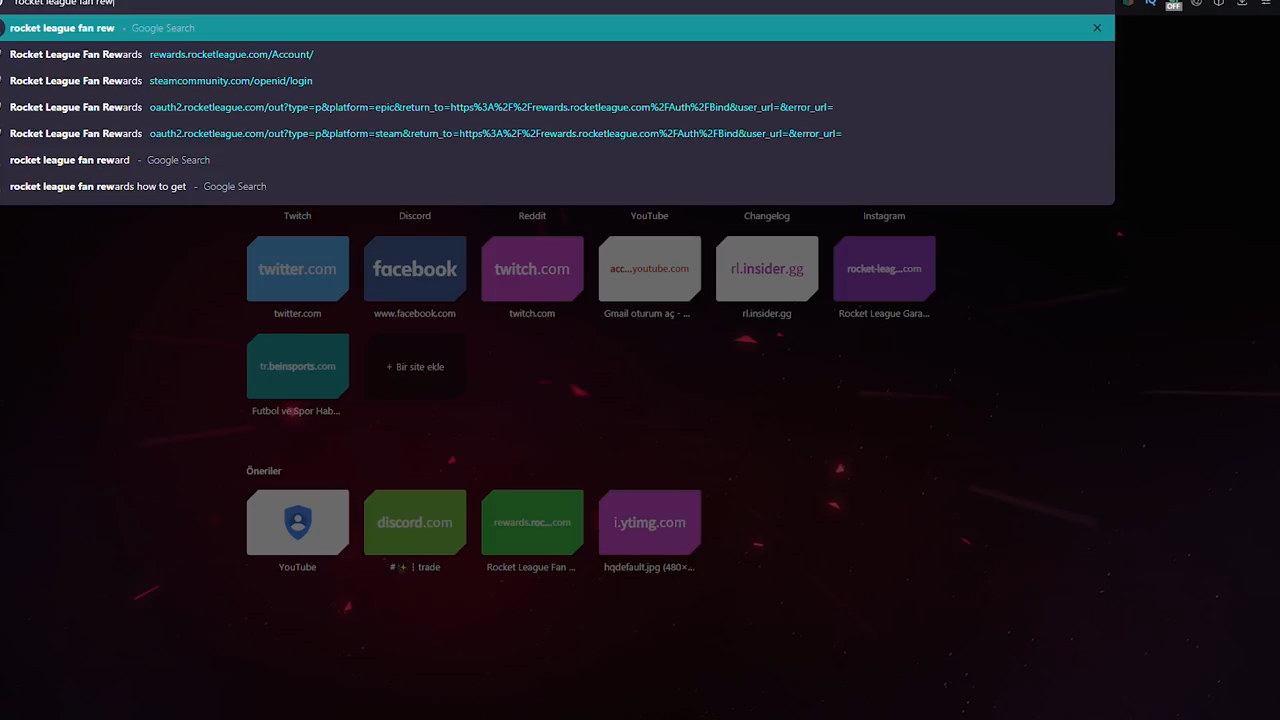 rocket league fan rew
OFF
rocket league fan rew - Google Search
Rocket League Fan Rewards rewards.rocketleague.com/Account/
Rocket League Fan Rewards steamcommunity.com/openid/login
Rocket League Fan Rewards oauth2.rocketleague.com/out?type=p&platform=epic&return_to=https%3A%2F%2Frewards.rocketleague.com%2FAuth%2FBind&user_url=&error_url=
Rocket League Fan Rewards oauth2.rocketleague.com/out?type=p&platform=steam&return_to=https%3A%2F%2Frewards.rocketleague.com%2FAuth%2FBind&user_url=&error_url=
rocket league fan reward - Google Search
rocket league fan rewards how to get - Google Search
Twitch Discord Reddit YouTube Changelog Instagram
twitter.com facebook twitch.com acc...youtube.com rl.insider.gg rocket-leag...com
twitter.com www.facebook.com twitch.com Gmail oturum aç - ... rl.insider.gg Rocket League Gara...
tr.beinsports.com + Bir site ekle
Futbol ve Spor Hab...
Öneriler
discord.com rewards.roc...com i.ytimg.com
YouTube #✨ | trade Rocket League Fan ... hqdefault.jpg (480×...